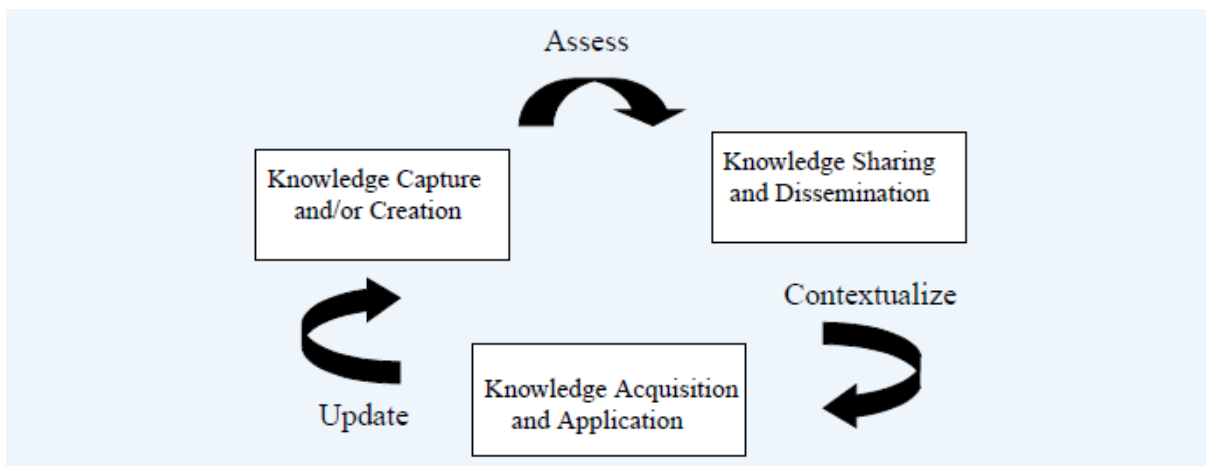 Assess
Knowledge Capture
and/or Creation
Knowledge Sharing
and Dissemination
Contextualize
Knowledge Acquisition
and Application
Update